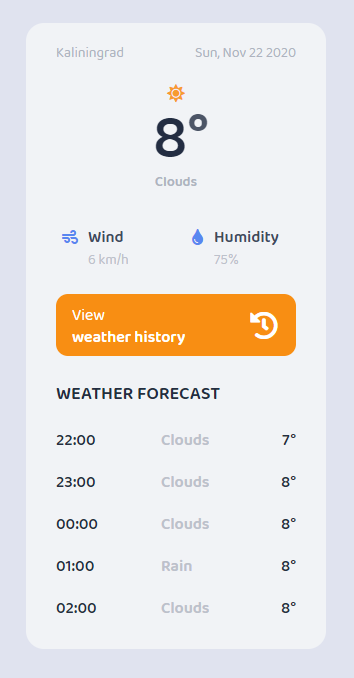 Kaliningrad Sun, Nov 22 2020
8°
Clouds
Wind Humidity
6 km/h 75%
View
weather history
WEATHER FORECAST
22:00 Clouds 7°
23:00 Clouds 8°
00:00 Clouds 8°
01:00 Rain 8°
02:00 Clouds 8°